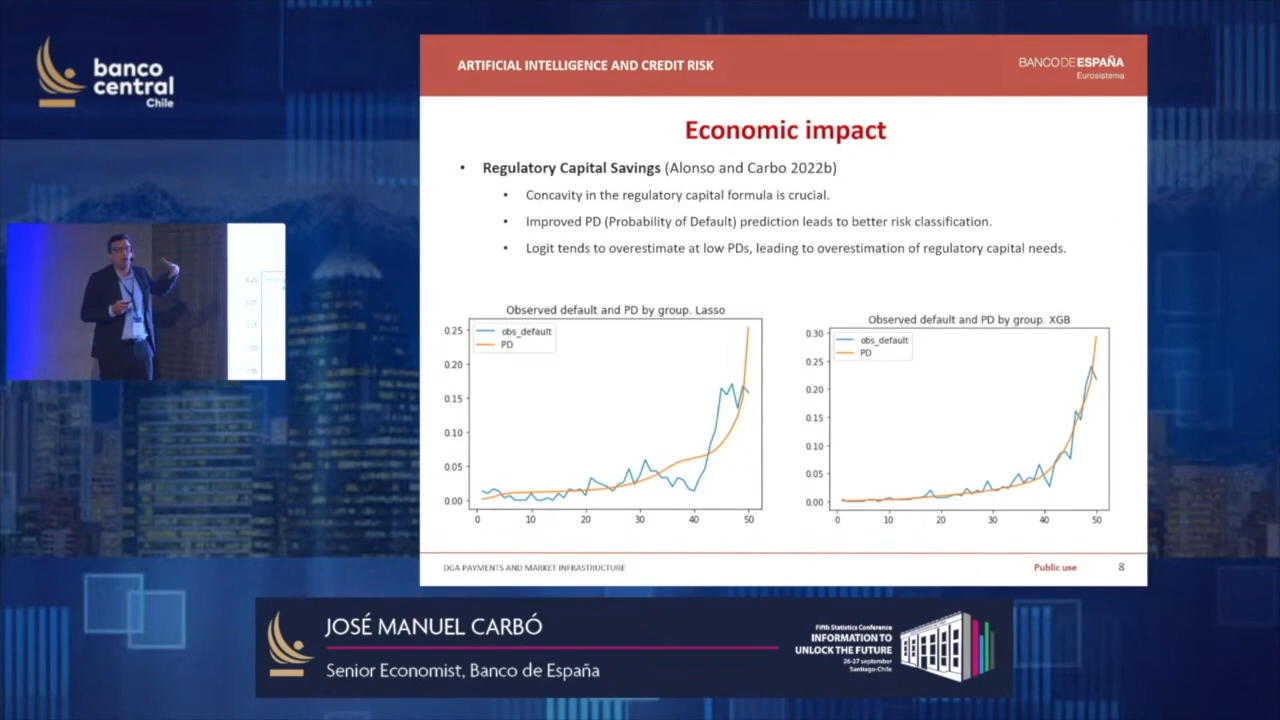 banco
central
Chile
ARTIFICIAL INTELLIGENCE AND CREDIT RISK
BANCODEESPAÑA
Eurosistema
Economic impact
• Regulatory Capital Savings (Alonso and Carbo 2022b)
• Concavity in the regulatory capital formula is crucial.
• Improved PD (Probability of Default) prediction leads to better risk classification.
• Logit tends to overestimate at low PDs, leading to overestimation of regulatory capital needs.
Observed default and PD by group. Lasso
obs_default
PD
0.25
0.20
0.15
0.10
0.05
0.00
0 10 20 30 40 50
Observed default and PD by group. XGB
obs_default
PD
0.30
0.25
0.20
0.15
0.10
0.05
0.00
0 10 20 30 40 50
DGA PAYMENTS AND MARKET INFRASTRUCTURE
Public use
8
JOSÉ MANUEL CARBÓ
Senior Economist, Banco de España
Fifth Statistics Conference
INFORMATION TO
UNLOCK THE FUTURE
26-27 september
Santiago-Chile